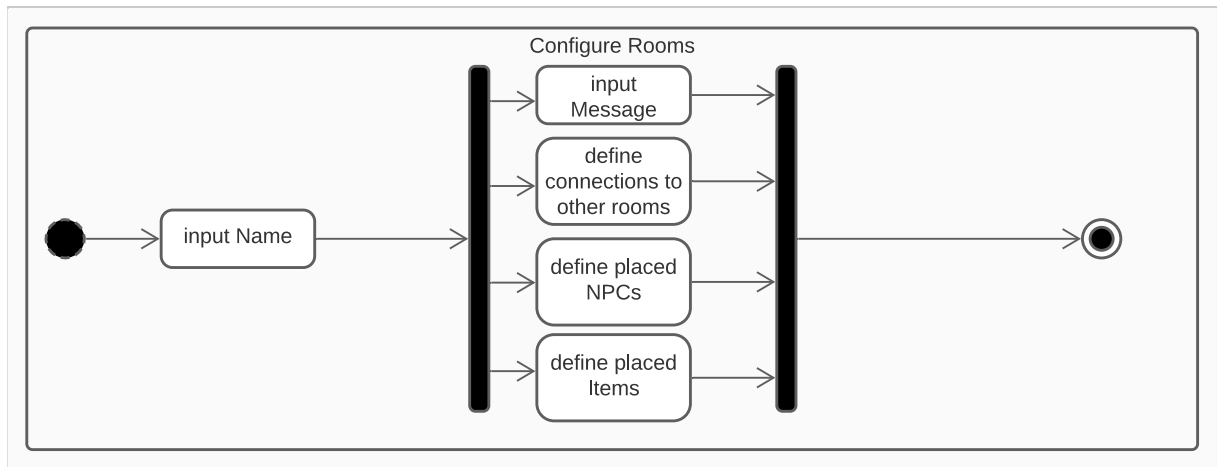 Configure Rooms
input
Message
define
connections to
other rooms
input Name
define placed
NPCs
define placed
Items